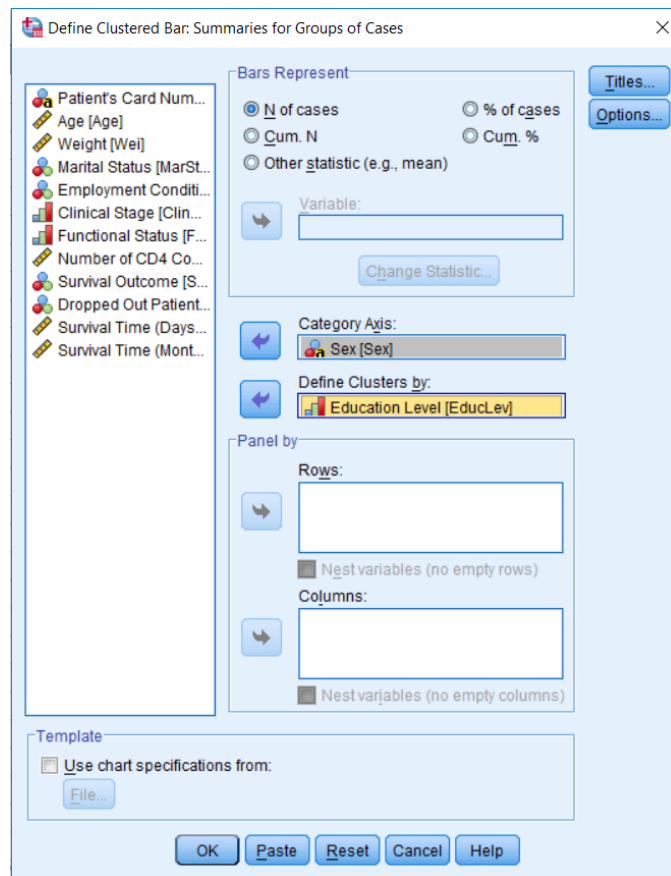 Define Clustered Bar: Summaries for Groups of Cases
Patient's Card Num...
Age [Age]
Weight [Wei]
Marital Status [MarSt...
Employment Conditi...
Clinical Stage [Clin...
Functional Status [F...
Number of CD4 Co...
Survival Outcome [S...
Dropped Out Patient...
Survival Time (Days...
Survival Time (Mont...
Bars Represent
N of cases
% of cases
Cum. N
Cum. %
Other statistic (e.g., mean)
Variable:
Change Statistic...
Category Axis:
a Sex [Sex]
Define Clusters by:
Education Level [EducLev]
Panel by
Rows:
Nest variables (no empty rows)
Columns:
Nest variables (no empty columns)
Titles...
Options...
Template
Use chart specifications from:
File...
OK Paste Reset Cancel Help